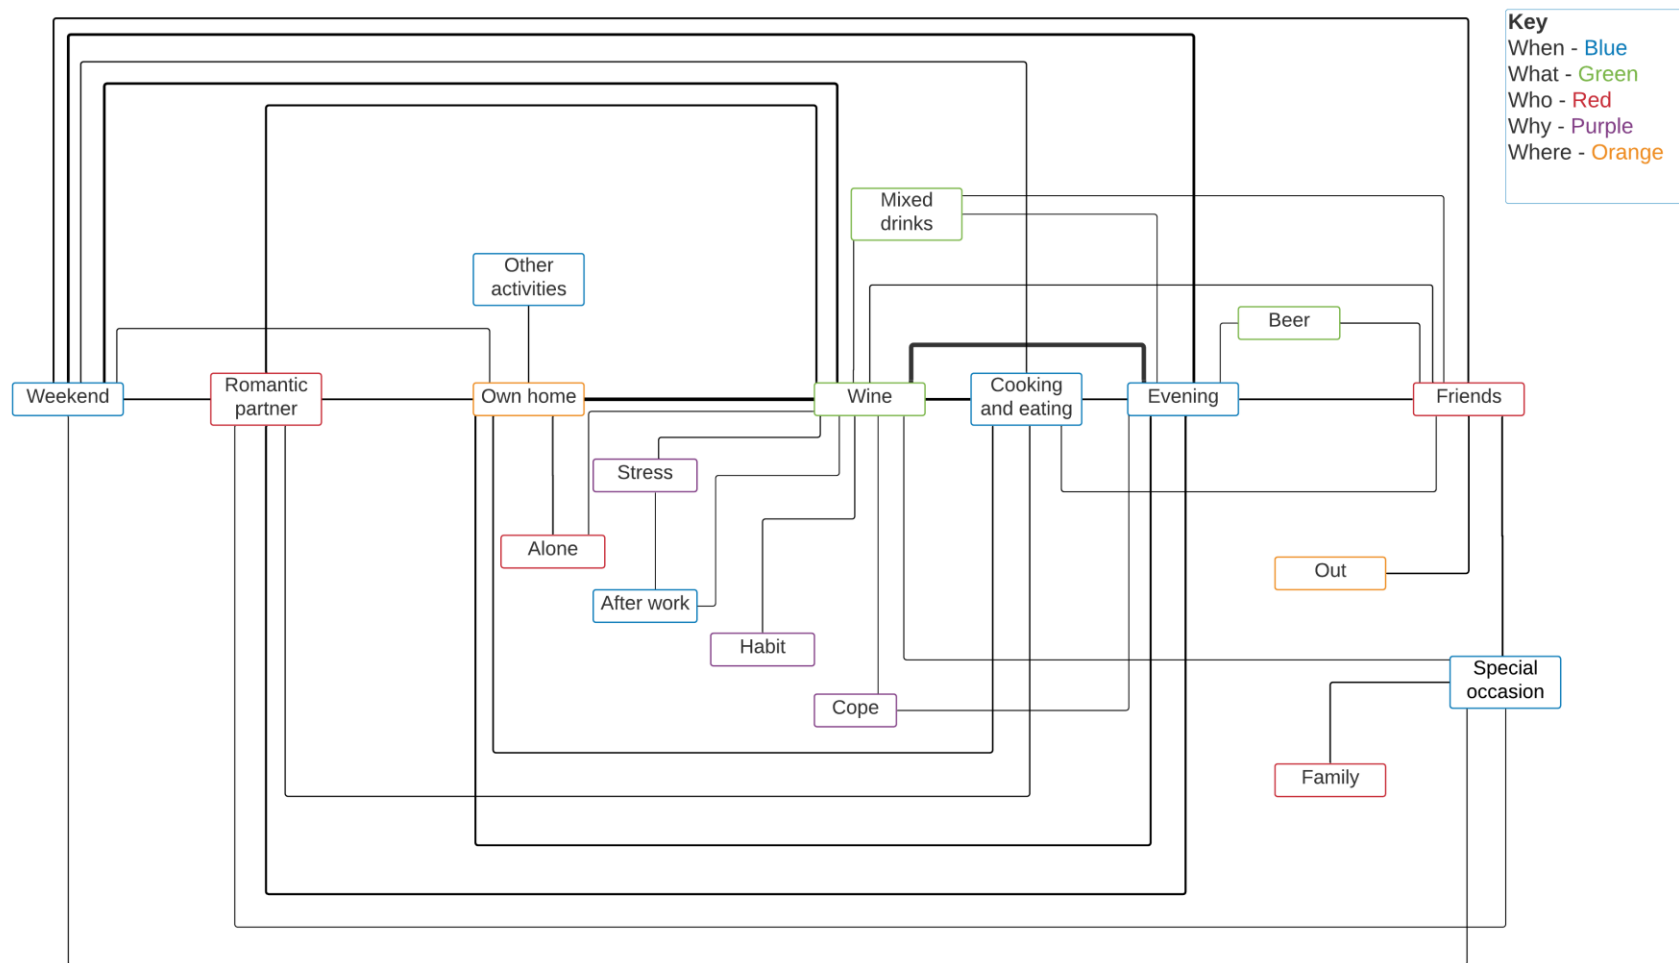 Key
When - Blue
What - Green
Who - Red
Why - Purple
Where - Orange
Mixed
drinks
Other
activities
Beer
Weekend
Romantic
partner
Own home
Wine
Cooking
and eating
Evening
Friends
Stress
Alone
Out
After work
Habit
Special
occasion
Cope
Family